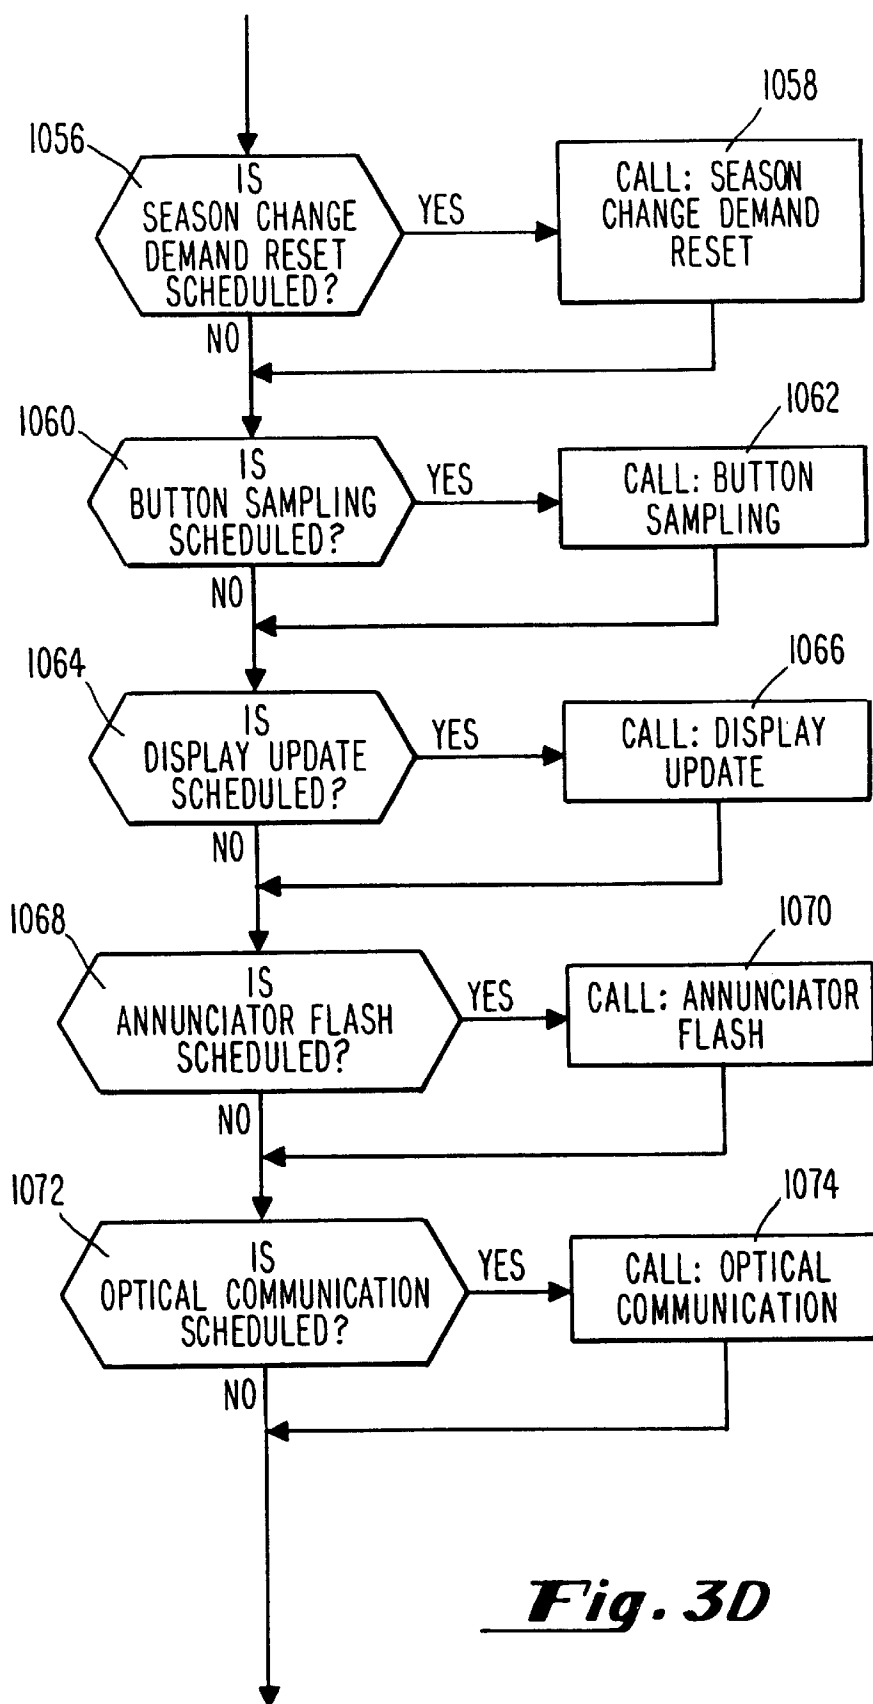 1056
IS
SEASON CHANGE
DEMAND RESET
SCHEDULED?
YES
1058
CALL: SEASON
CHANGE DEMAND
RESET
NO
1060
IS
BUTTON SAMPLING
SCHEDULED?
YES
1062
CALL: BUTTON
SAMPLING
NO
1064
IS
DISPLAY UPDATE
SCHEDULED?
YES
1066
CALL: DISPLAY
UPDATE
NO
1068
IS
ANNUNCIATOR FLASH
SCHEDULED?
YES
1070
CALL: ANNUNCIATOR
FLASH
NO
1072
IS
OPTICAL COMMUNICATION
SCHEDULED?
YES
1074
CALL: OPTICAL
COMMUNICATION
NO
Fig. 3D